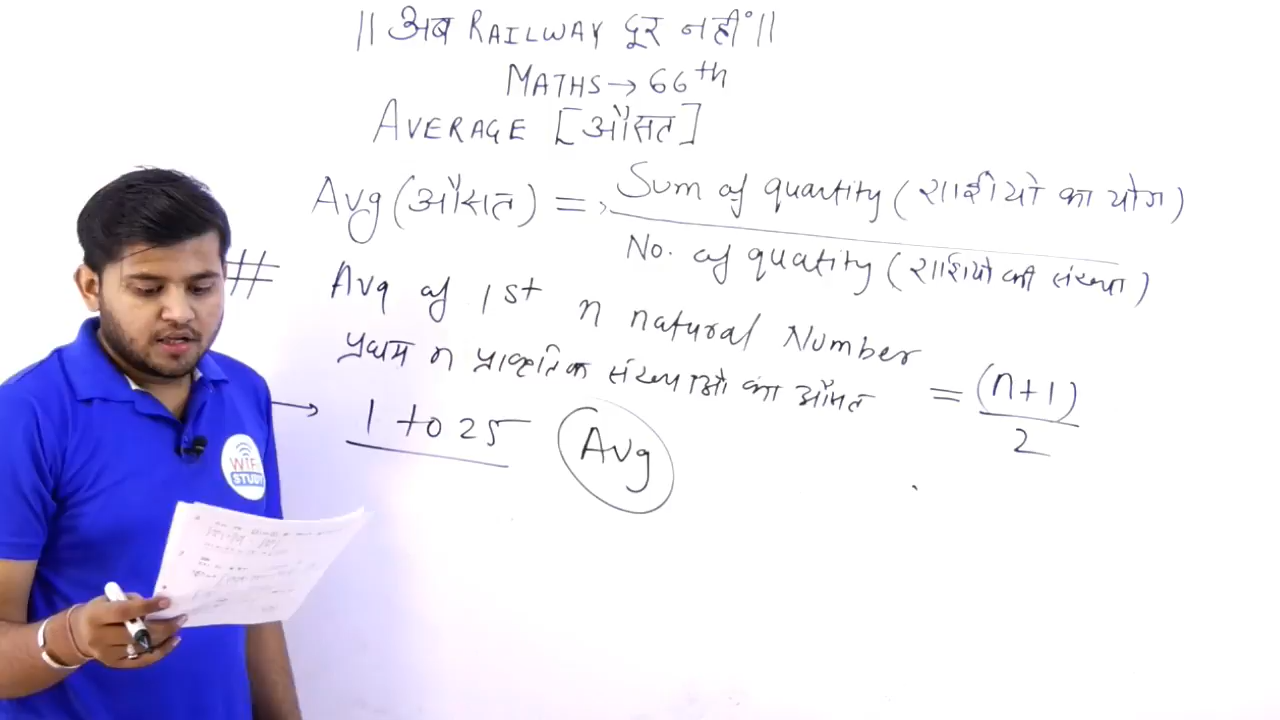 || अब RAILWAY दूर नहीं ||
MATHS → 66th
AVERAGE [औसत]
Avg (औसत) = Sum of quantity (राशियो का योग)
No. of quatity (राशियो की संख्या)
# Avg of 1st n natural Number
प्रथम n प्राकृतिक संख्याओ का औसत = (n+1)
2
→ 1 to 25 Avg
WIFI
STUDY